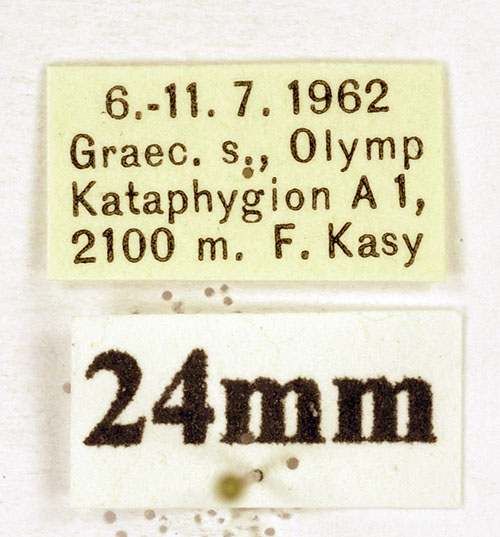 6.-11. 7. 1962
Graec. s., Olymp
Kataphygion A 1,
2100 m. F. Kasy
24mm